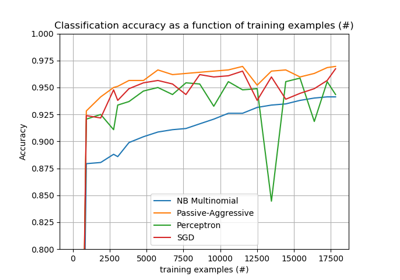 Classification accuracy as a function of training examples (#)
1.000
0.975
0.950
0.925
0.900
0.875
0.850
0.825
0.800
Accuracy
NB Multinomial
Passive-Aggressive
Perceptron
SGD
0 2500 5000 7500 10000 12500 15000 17500
training examples (#)